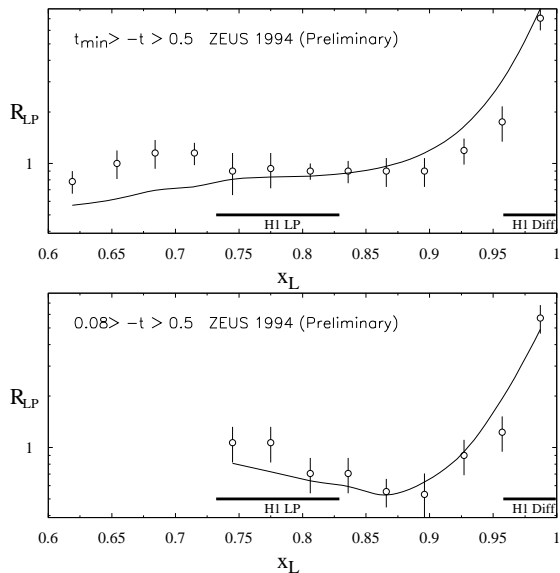 t_min> -t > 0.5 ZEUS 1994 (Preliminary)
R_LP
1
H1 LP
H1 Diff
0.6 0.65 0.7 0.75 0.8 0.85 0.9 0.95 1
x_L
0.08> -t > 0.5 ZEUS 1994 (Preliminary)
R_LP
1
H1 LP
H1 Diff
0.6 0.65 0.7 0.75 0.8 0.85 0.9 0.95 1
x_L